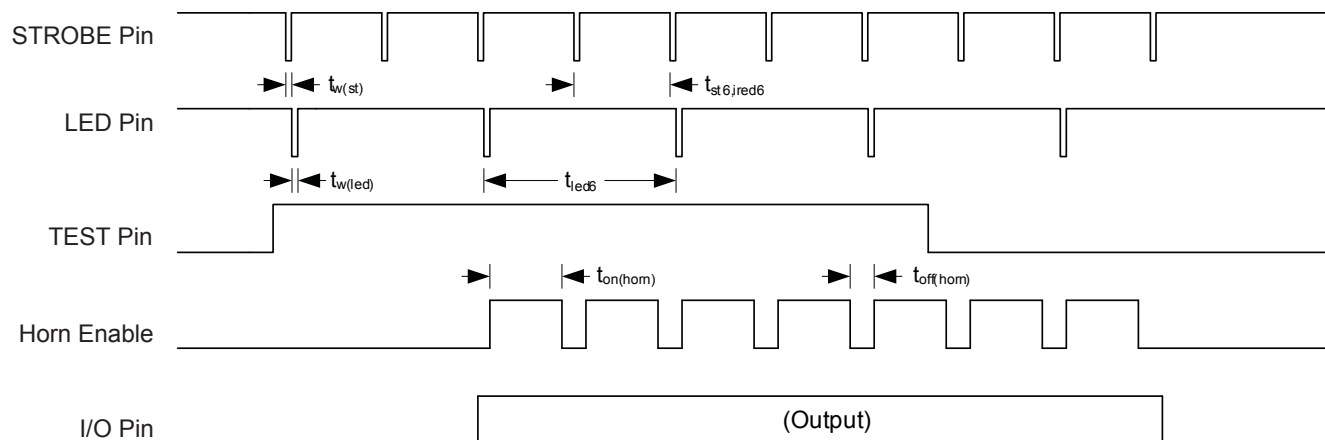 STROBE Pin
tw(st)
tst6,ired6
LED Pin
tw(led)
tled6
TEST Pin
ton(horn)
toff(horn)
Horn Enable
(Output)
I/O Pin